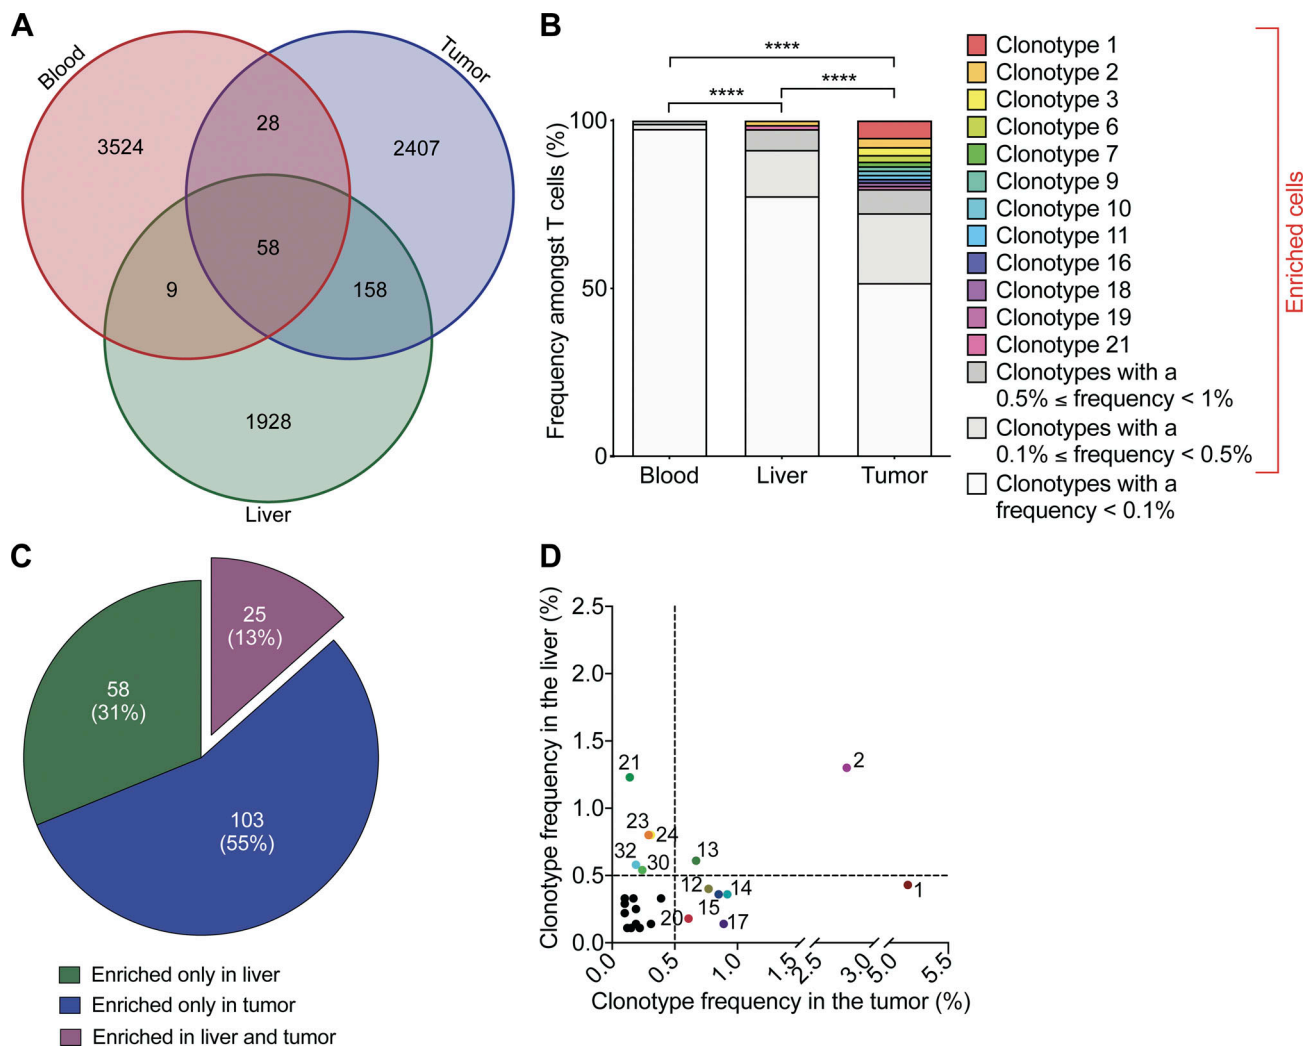 A
Blood
Tumor
28
3524
2407
58
9
158
1928
Liver
B
****
****
****
Frequency amongst T cells (%)
100
50
0
Blood
Liver
Tumor
Clonotype 1
Clonotype 2
Clonotype 3
Clonotype 6
Clonotype 7
Clonotype 9
Clonotype 10
Clonotype 11
Clonotype 16
Clonotype 18
Clonotype 19
Clonotype 21
Clonotypes with a
0.5% ≤ frequency < 1%
Clonotypes with a
0.1% ≤ frequency < 0.5%
Clonotypes with a
frequency < 0.1%
Enriched cells
C
25
(13%)
58
(31%)
103
(55%)
Enriched only in liver
Enriched only in tumor
Enriched in liver and tumor
D
Clonotype frequency in the liver (%)
2.5
2.0
1.5
1.0
0.5
0.0
21
2
23
24
13
32
30
12
14
1
15
20
17
0.0
0.5
1.0
1.5
2.5
3.0
5.0
5.5
Clonotype frequency in the tumor (%)